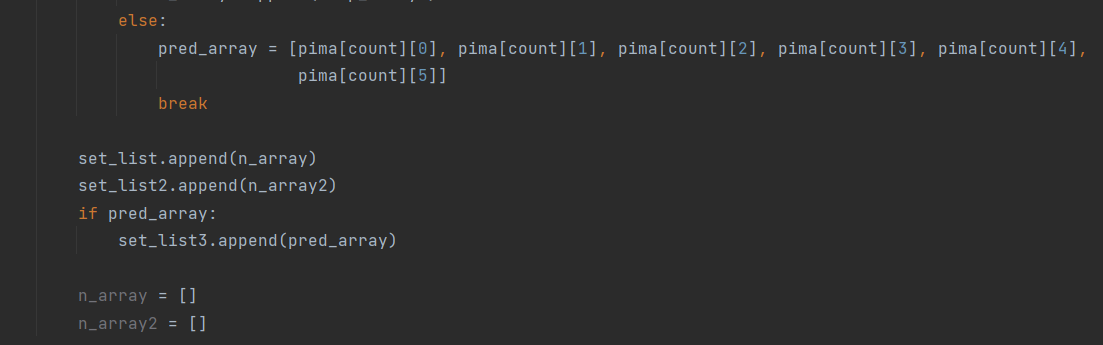 else:
pred_array = [pima[count][0], pima[count][1], pima[count][2], pima[count][3], pima[count][4],
pima[count][5]]
break
set_list.append(n_array)
set_list2.append(n_array2)
if pred_array:
set_list3.append(pred_array)
n_array = []
n_array2 = []